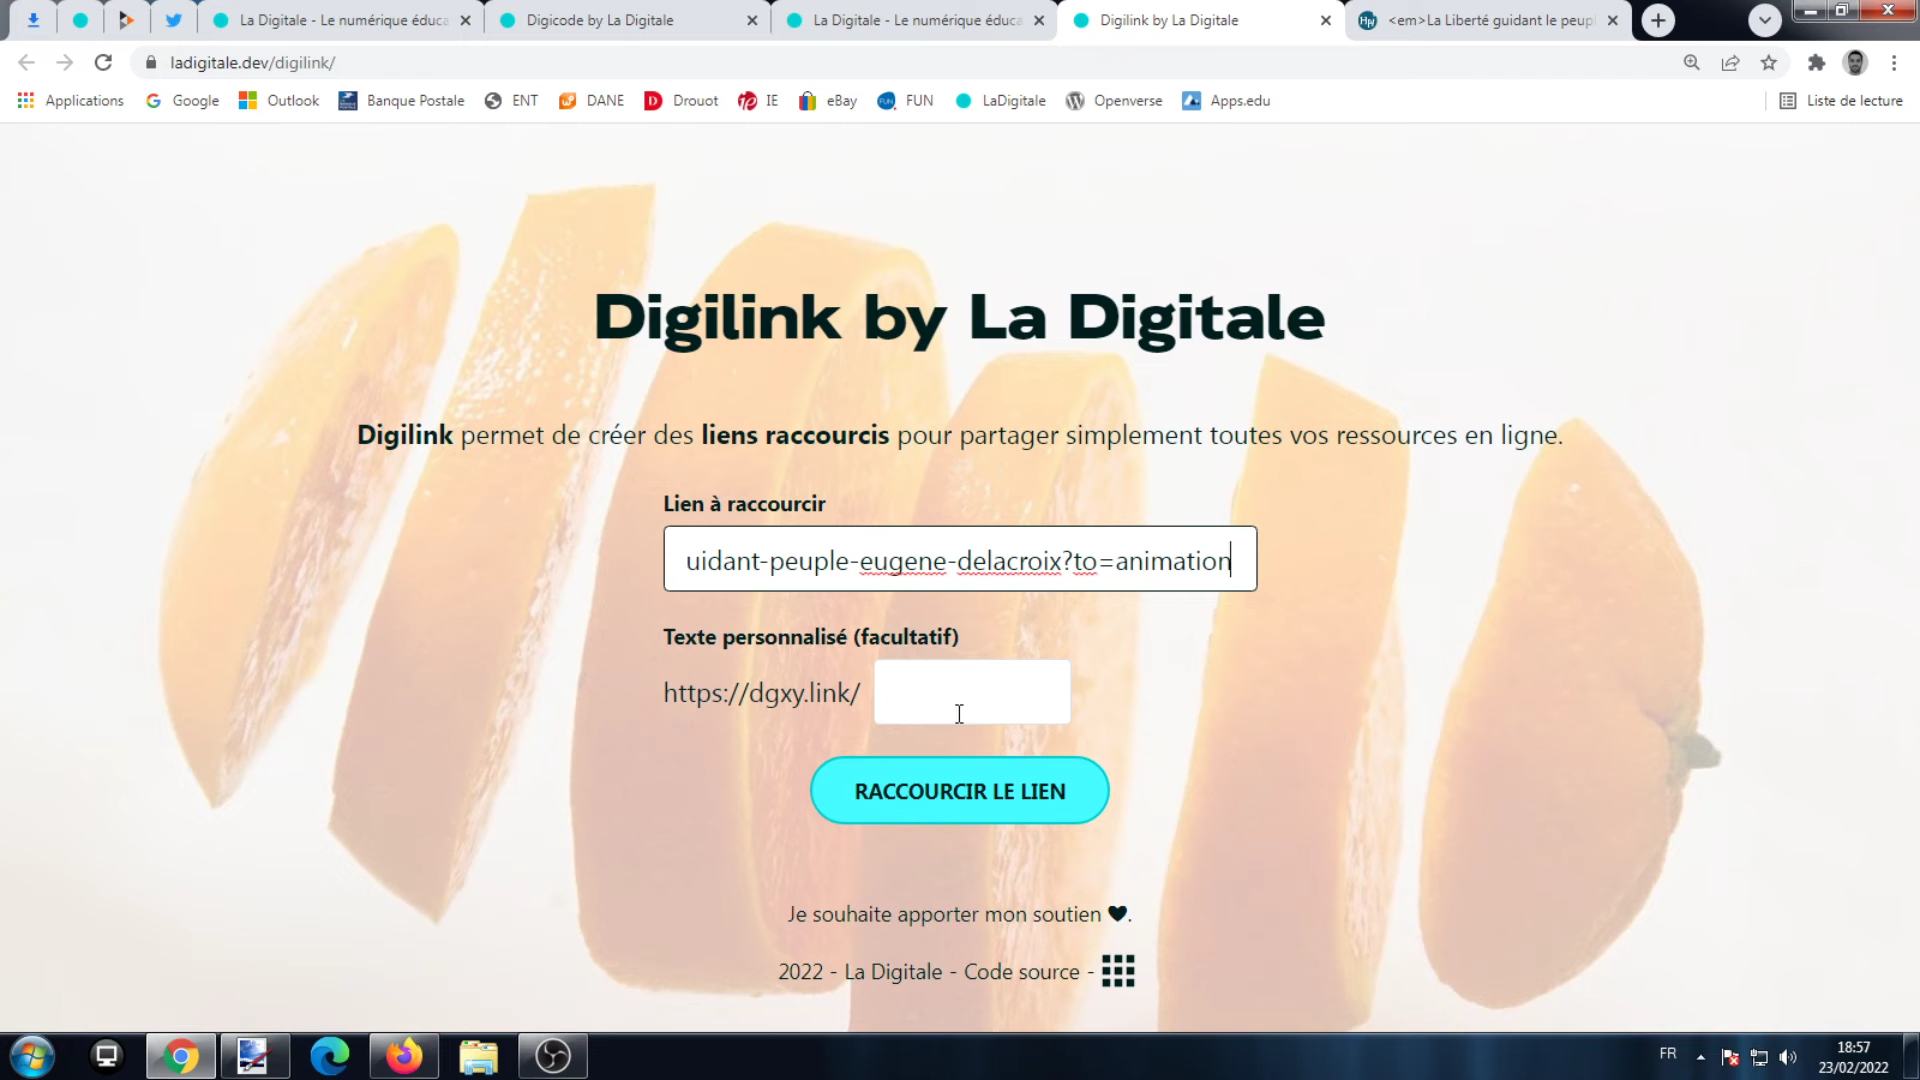 La Digitale - Le numérique éduca
Digicode by La Digitale
La Digitale - Le numérique éduca
Digilink by La Digitale
<em>La Liberté guidant le peup
ladigitale.dev/digilink/
Applications
Google
Outlook
Banque Postale
ENT
DANE
Drouot
IE
eBay
FUN
LaDigitale
Openverse
Apps.edu
Liste de lecture
Digilink by La Digitale
Digilink permet de créer des liens raccourcis pour partager simplement toutes vos ressources en ligne.
Lien à raccourcir
uidant-peuple-eugene-delacroix?to=animation
Texte personnalisé (facultatif)
https://dgxy.link/
RACCOURCIR LE LIEN
Je souhaite apporter mon soutien ♥.
2022 - La Digitale - Code source -
FR
18:57
23/02/2022